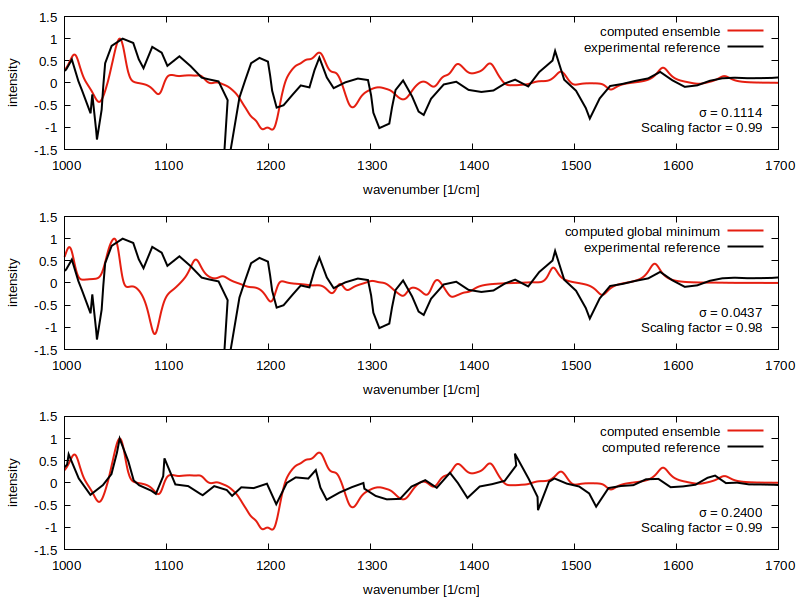 1.5
1
0.5
0
-0.5
-1
-1.5
intensity
computed ensemble
experimental reference
σ = 0.1114
Scaling factor = 0.99
1000 1100 1200 1300 1400 1500 1600 1700
wavenumber [1/cm]
1.5
1
0.5
0
-0.5
-1
-1.5
intensity
computed global minimum
experimental reference
σ = 0.0437
Scaling factor = 0.98
1000 1100 1200 1300 1400 1500 1600 1700
wavenumber [1/cm]
1.5
1
0.5
0
-0.5
-1
-1.5
intensity
computed ensemble
computed reference
σ = 0.2400
Scaling factor = 0.99
1000 1100 1200 1300 1400 1500 1600 1700
wavenumber [1/cm]